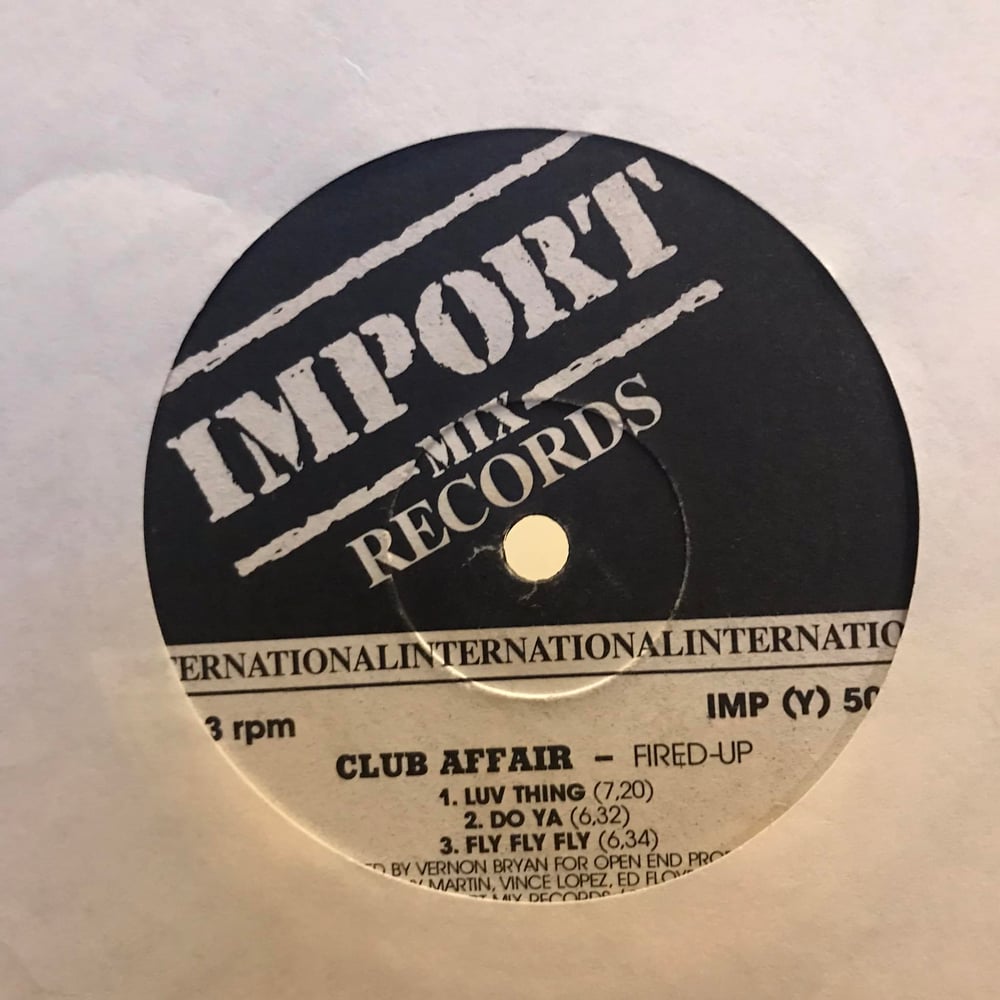 IMPORT
MIX
RECORDS
ERNATIONALINTERNATIONALINTERNATIO
3 rpm
IMP (Y) 50
CLUB AFFAIR – FIRED-UP
1. LUV THING (7,20)
2. DO YA (6,32)
3. FLY FLY FLY (6,34)
BY VERNON BRYAN FOR OPEN END
MARTIN, VINCE LOPEZ, ED
MIX RECORDS